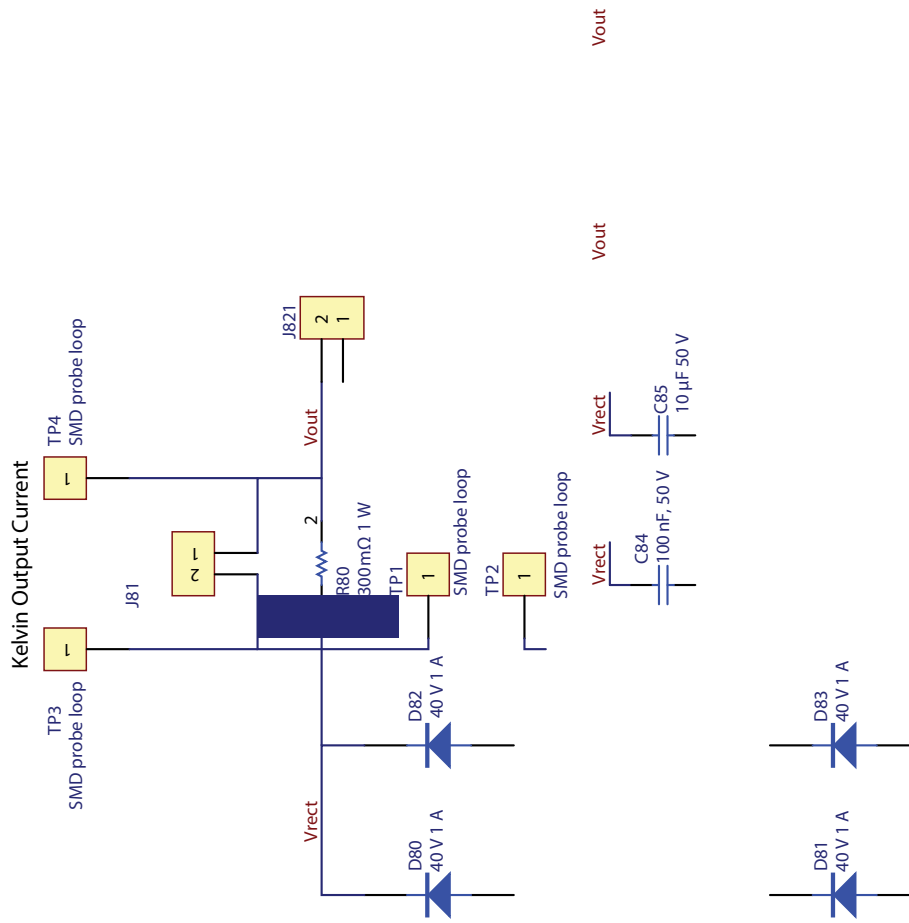 Kelvin Output Current
TP3
SMD probe loop
1
TP4
SMD probe loop
1
J81
2
1
J821
2
1
Vrect
Vout
2
R80
300mΩ 1 W
TP1
1
SMD probe loop
TP2
1
SMD probe loop
D80
40 V 1 A
D82
40 V 1 A
Vrect
C84
100 nF, 50 V
Vrect
C85
10 µF 50 V
Vout
Vout
D81
40 V 1 A
D83
40 V 1 A